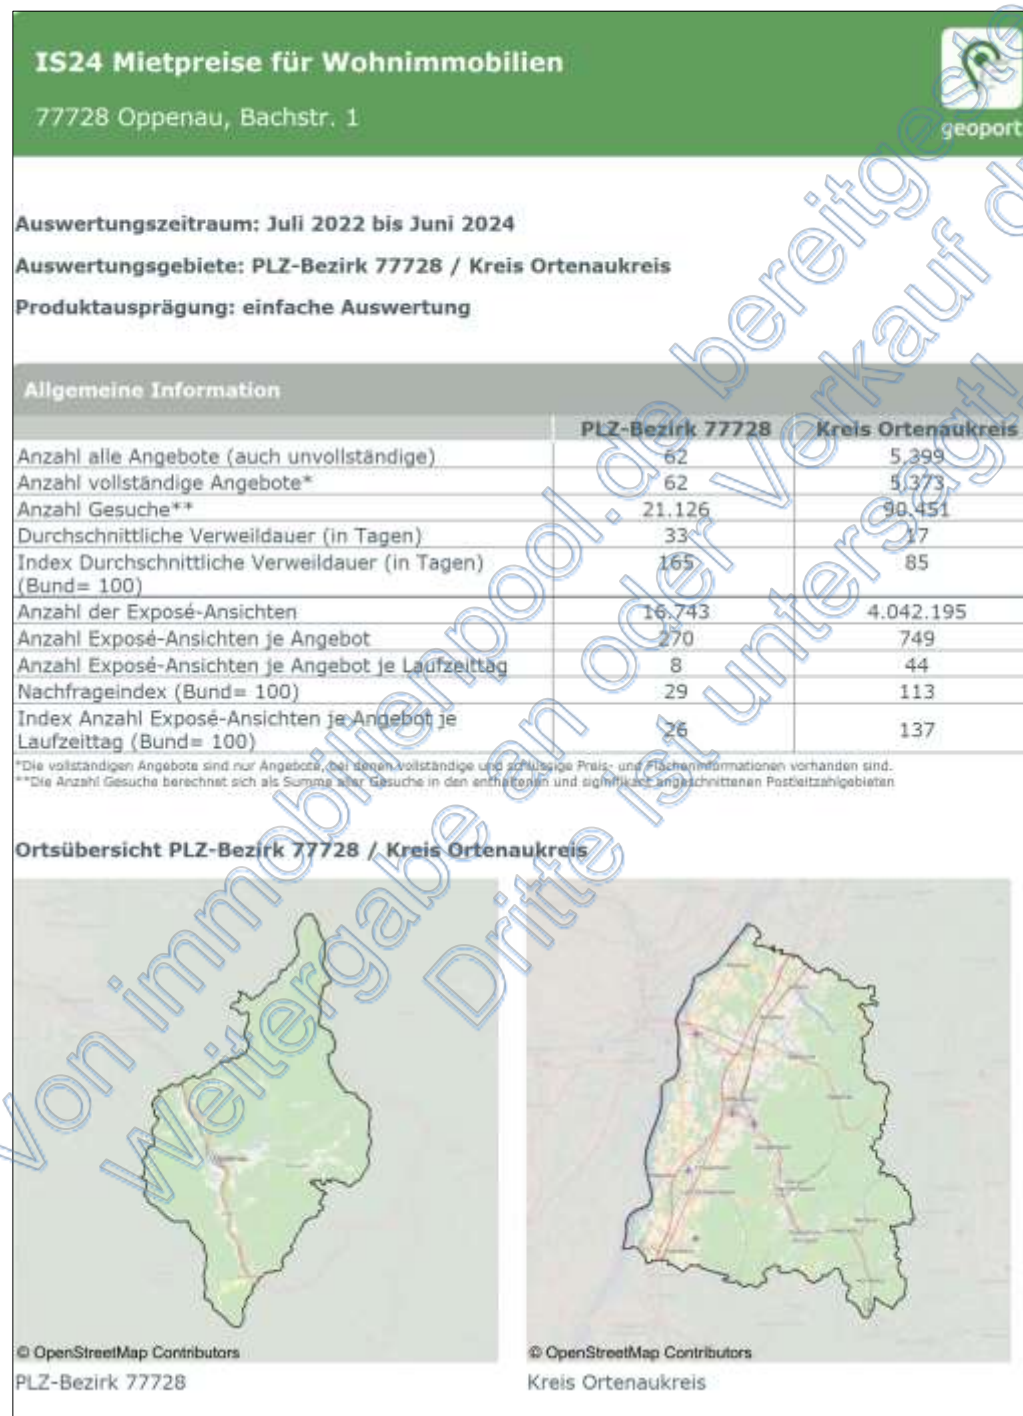 IS24 Mietpreise für Wohnimmobilien
77728 Oppenau, Bachstr. 1
geoport
Auswertungszeitraum: Juli 2022 bis Juni 2024
Auswertungsgebiete: PLZ-Bezirk 77728 / Kreis Ortenaukreis
Produktausprägung: einfache Auswertung
Allgemeine Information
PLZ-Bezirk 77728 Kreis Ortenaukreis
Anzahl alle Angebote (auch unvollständige) 62 5.399
Anzahl vollständige Angebote* 62 5.373
Anzahl Gesuche** 21.126 90.451
Durchschnittliche Verweildauer (in Tagen) 33 17
Index Durchschnittliche Verweildauer (in Tagen) (Bund= 100) 165 85
Anzahl der Exposé-Ansichten 16.743 4.042.195
Anzahl Exposé-Ansichten je Angebot 270 749
Anzahl Exposé-Ansichten je Angebot je Laufzeittag 8 44
Nachfrageindex (Bund= 100) 29 113
Index Anzahl Exposé-Ansichten je Angebot je Laufzeittag (Bund= 100) 26 137
*Die vollständigen Angebote sind nur Angebote, bei denen vollständige und schlüssige Preis- und Flächeninformationen vorhanden sind.
**Die Anzahl Gesuche berechnet sich als Summe aller Gesuche in den enthaltenen und signifikant angeschnittenen Postleitzahlgebieten
Ortsübersicht PLZ-Bezirk 77728 / Kreis Ortenaukreis
© OpenStreetMap Contributors
© OpenStreetMap Contributors
PLZ-Bezirk 77728
Kreis Ortenaukreis
Von immobilienpool.de bereitgeste
Weitergabe an oder Verkauf d
Dritte ist untersagt!